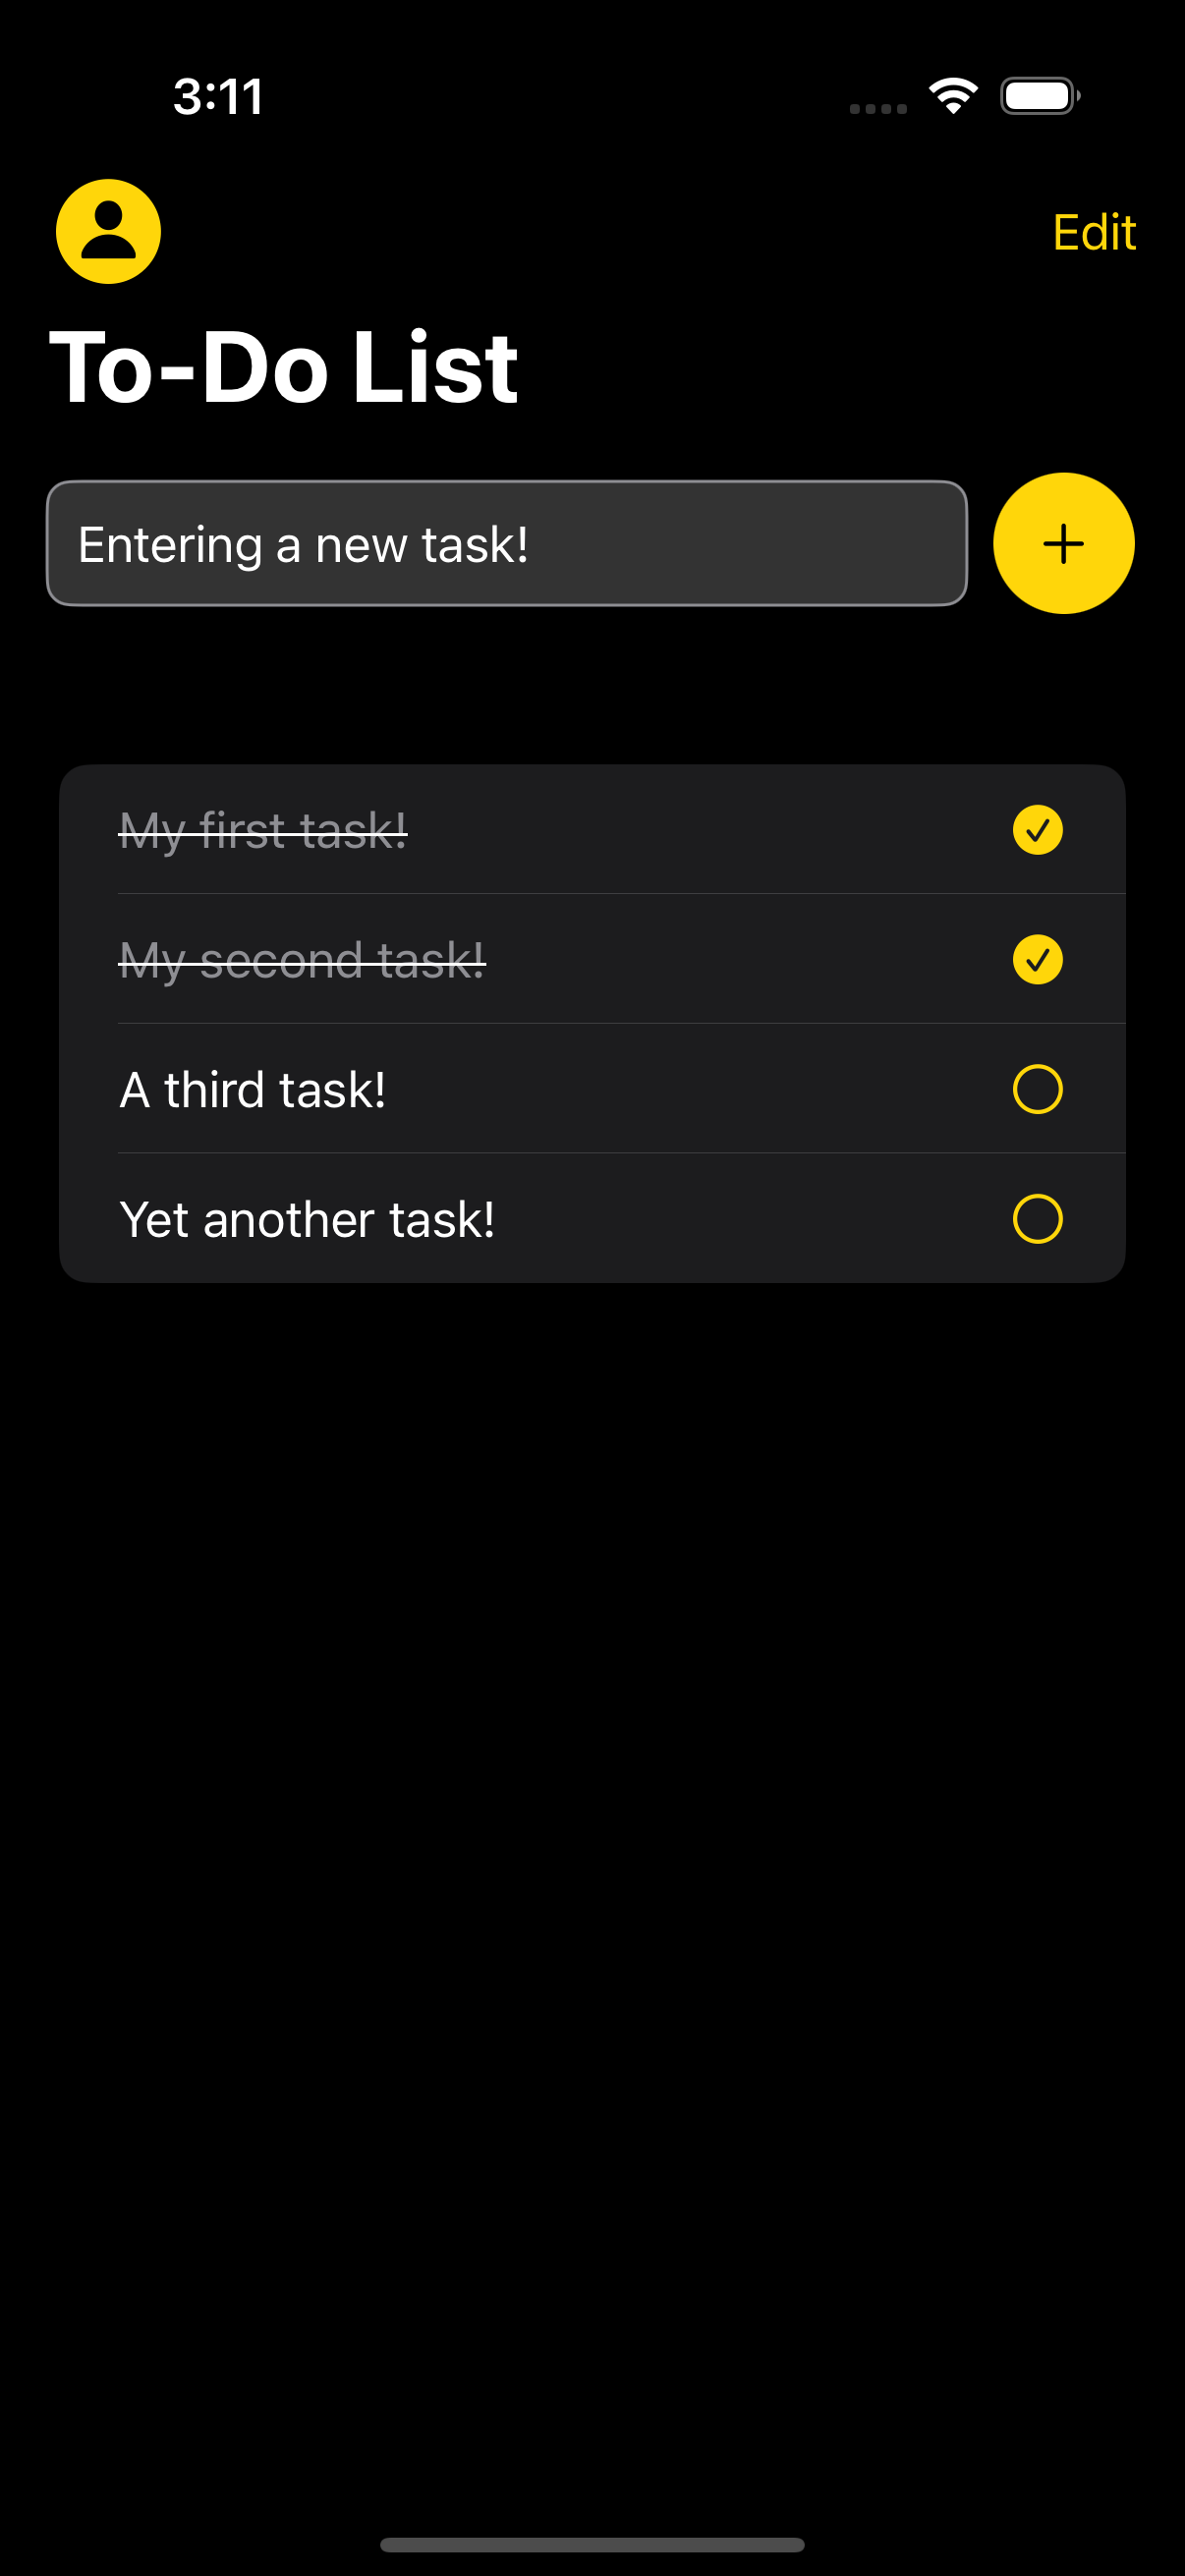 3:11
Edit
To-Do List
Entering a new task!
My first task!
My second task!
A third task!
Yet another task!